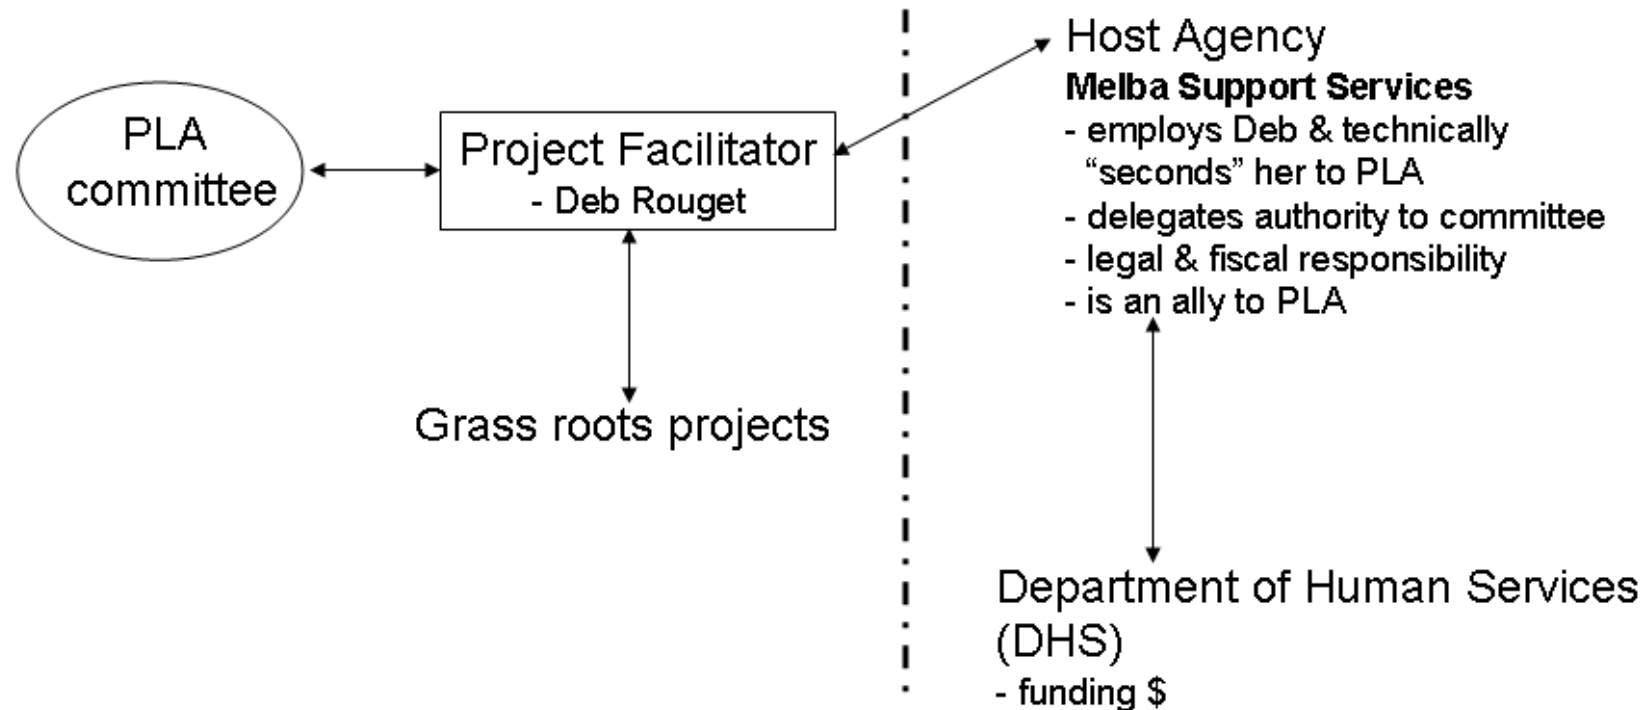 PLA
committee
Project Facilitator
- Deb Rouget
Grass roots projects
Host Agency
Melba Support Services
- employs Deb & technically
“seconds” her to PLA
- delegates authority to committee
- legal & fiscal responsibility
- is an ally to PLA
Department of Human Services
(DHS)
- funding $